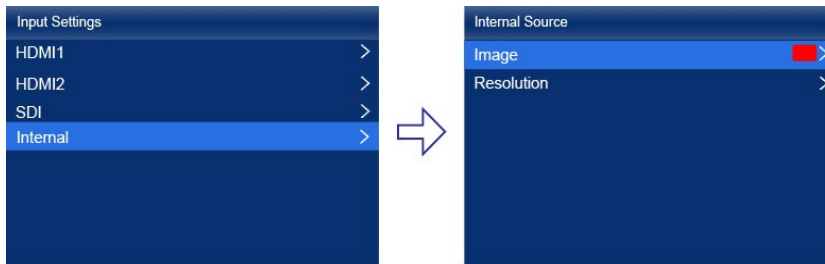 Input Settings
HDMI1
HDMI2
SDI
Internal
Internal Source
Image
Resolution